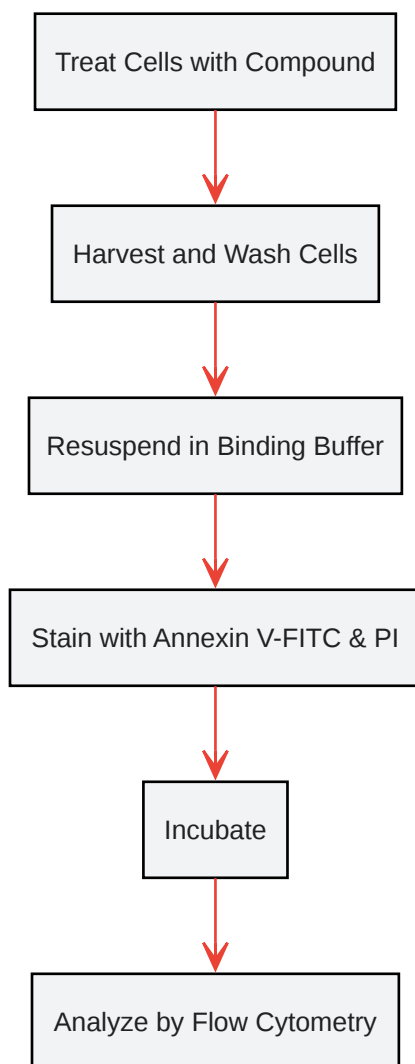 Treat Cells with Compound
Harvest and Wash Cells
Resuspend in Binding Buffer
Stain with Annexin V-FITC & PI
Incubate
Analyze by Flow Cytometry